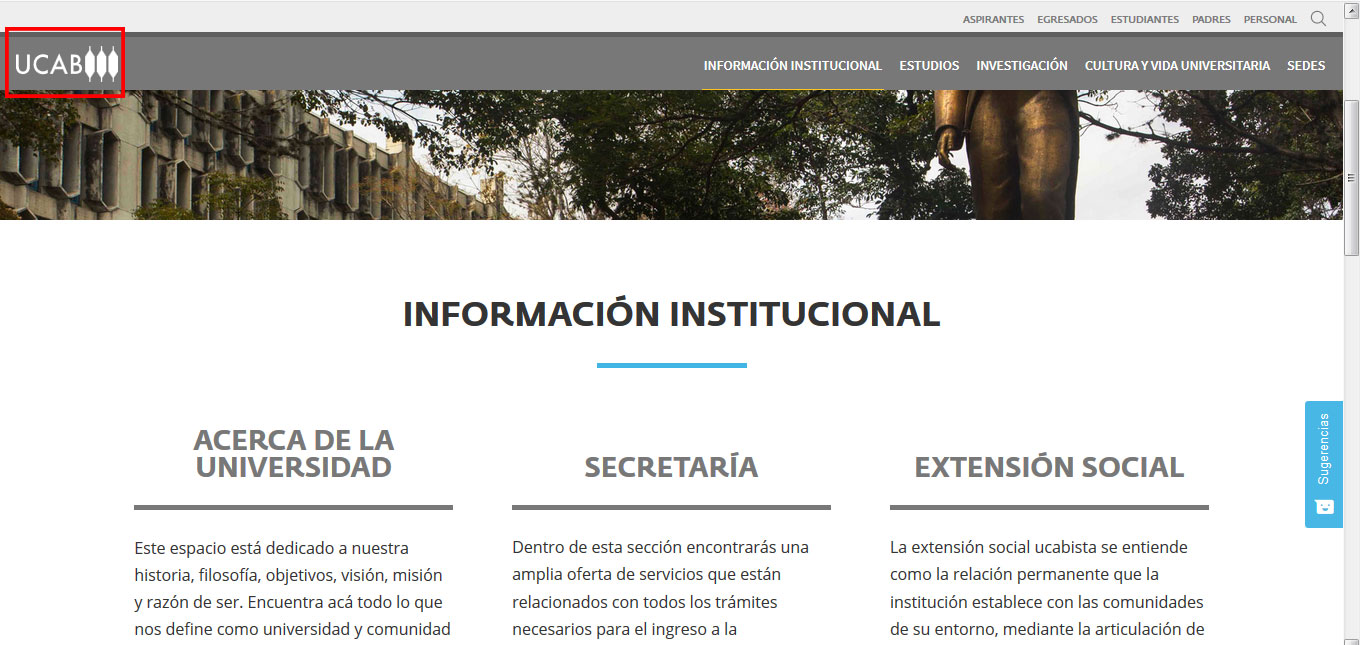 ASPIRANTES EGRESADOS ESTUDIANTES PADRES PERSONAL
UCAB
INFORMACIÓN INSTITUCIONAL ESTUDIOS INVESTIGACIÓN CULTURA Y VIDA UNIVERSITARIA SEDES
INFORMACIÓN INSTITUCIONAL
ACERCA DE LA
UNIVERSIDAD
Este espacio está dedicado a nuestra
historia, filosofía, objetivos, visión, misión
y razón de ser. Encuentra acá todo lo que
nos define como universidad y comunidad
SECRETARÍA
Dentro de esta sección encontrarás una
amplia oferta de servicios que están
relacionados con todos los trámites
necesarios para el ingreso a la
EXTENSIÓN SOCIAL
La extensión social ucabista se entiende
como la relación permanente que la
institución establece con las comunidades
de su entorno, mediante la articulación de
Sugerencias